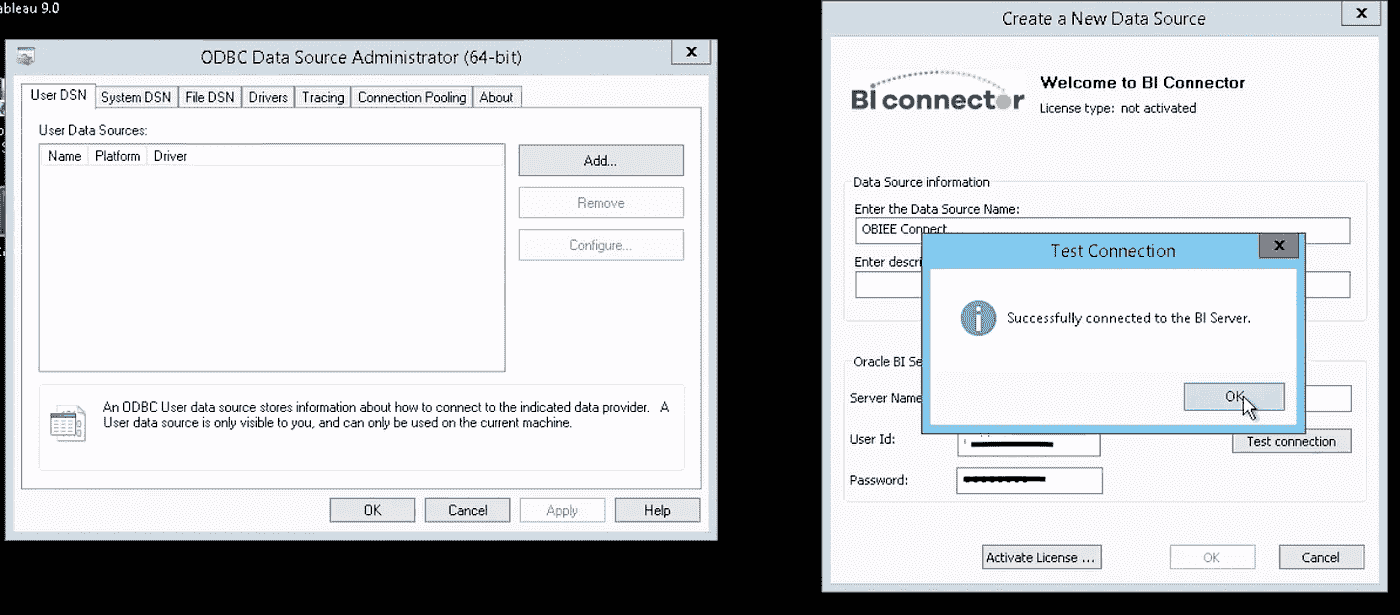 ableau 9.0
ODBC Data Source Administrator (64-bit)
X
User DSN System DSN File DSN Drivers Tracing Connection Pooling About
User Data Sources:
Name Platform Driver
Add...
Remove
Configure...
An ODBC User data source stores information about how to connect to the indicated data provider. A
User data source is only visible to you, and can only be used on the current machine.
OK Cancel Apply Help
Create a New Data Source
X
BI connector
Welcome to BI Connector
License type: not activated
Data Source information
Enter the Data Source Name:
OBIEE Connect
Enter descri
Test Connection
X
Successfully connected to the BI Server.
OK
Oracle BI Se
Server Name
User Id:
Test connection
Password:
Activate License ... OK Cancel